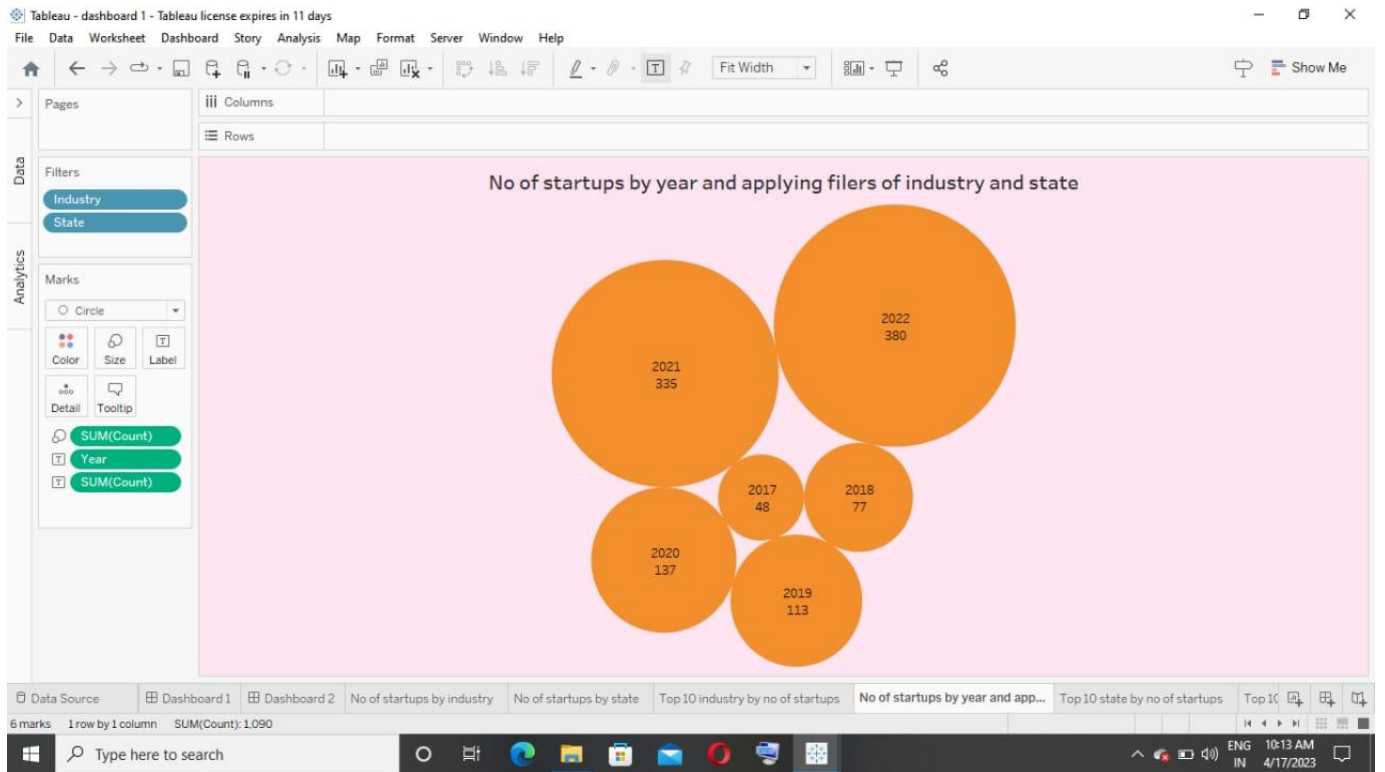 Tableau - dashboard 1 - Tableau license expires in 11 days
File Data Worksheet Dashboard Story Analysis Map Format Server Window Help
Fit Width
Show Me
Data
Analytics
Pages
Columns
Rows
Filters
Industry
State
Marks
Circle
Color Size Label
Detail Tooltip
SUM(Count)
Year
SUM(Count)
No of startups by year and applying filers of industry and state
2022
380
2021
335
2017
48
2018
77
2020
137
2019
113
Data Source Dashboard 1 Dashboard 2 No of startups by industry No of startups by state Top 10 industry by no of startups No of startups by year and app... Top 10 state by no of startups Top 10
6 marks 1 row by 1 column SUM(Count): 1,090
Type here to search
ENG 10:13 AM
IN 4/17/2023